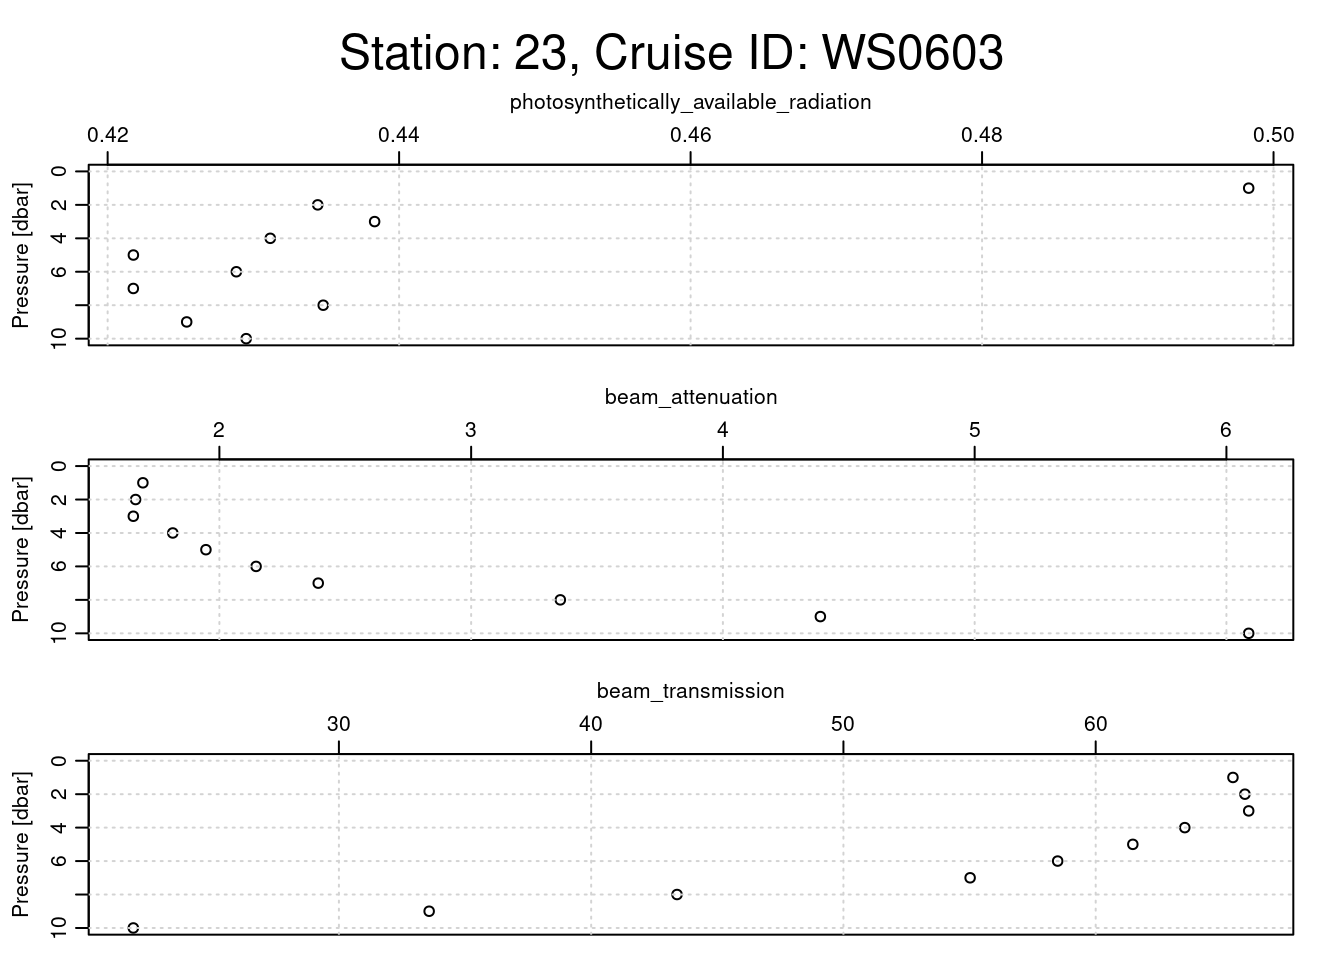 Station: 23, Cruise ID: WS0603
photosynthetically_available_radiation
0.42 0.44 0.46 0.48 0.50
Pressure [dbar]
0
2
4
6
10
beam_attenuation
2 3 4 5 6
Pressure [dbar]
0
2
4
6
10
beam_transmission
30 40 50 60
Pressure [dbar]
0
2
4
6
10